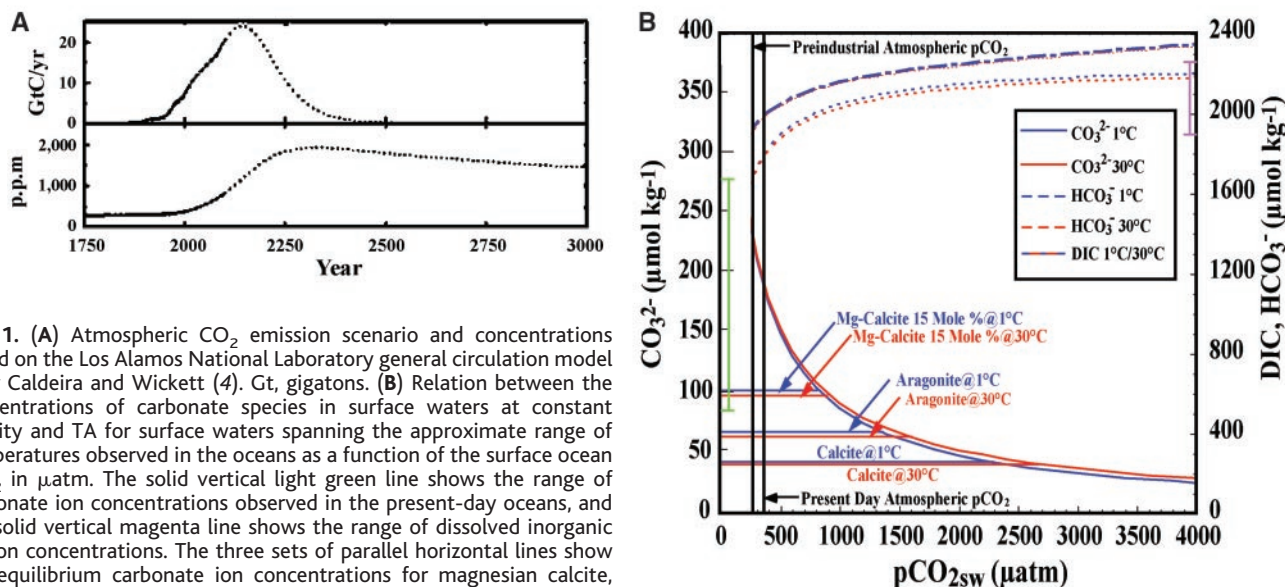 A
GtC/yr
20
10
0
p.p.m
2,000
1,000
0
1750
2000
2250
2500
2750
3000
Year
1. (A) Atmospheric CO₂ emission scenario and concentrations
d on the Los Alamos National Laboratory general circulation model
Caldeira and Wickett (4). Gt, gigatons. (B) Relation between the
entrations of carbonate species in surface waters at constant
ity and TA for surface waters spanning the approximate range of
peratures observed in the oceans as a function of the surface ocean
in µatm. The solid vertical light green line shows the range of
onate ion concentrations observed in the present-day oceans, and
solid vertical magenta line shows the range of dissolved inorganic
on concentrations. The three sets of parallel horizontal lines show
equilibrium carbonate ion concentrations for magnesian calcite,
B
CO₃²⁻ (µmol kg⁻¹)
400
350
300
250
200
150
100
50
0
Preindustrial Atmospheric pCO₂
CO₃²⁻ 1°C
CO₃²⁻ 30°C
HCO₃⁻ 1°C
HCO₃⁻ 30°C
DIC 1°C/30°C
Mg-Calcite 15 Mole %@1°C
Mg-Calcite 15 Mole %@30°C
Aragonite@1°C
Aragonite@30°C
Calcite@1°C
Calcite@30°C
Present Day Atmospheric pCO₂
2400
2000
1600
1200
800
400
0
DIC, HCO₃⁻ (µmol kg⁻¹)
0 500 1000 1500 2000 2500 3000 3500 4000
pCO₂sw (µatm)